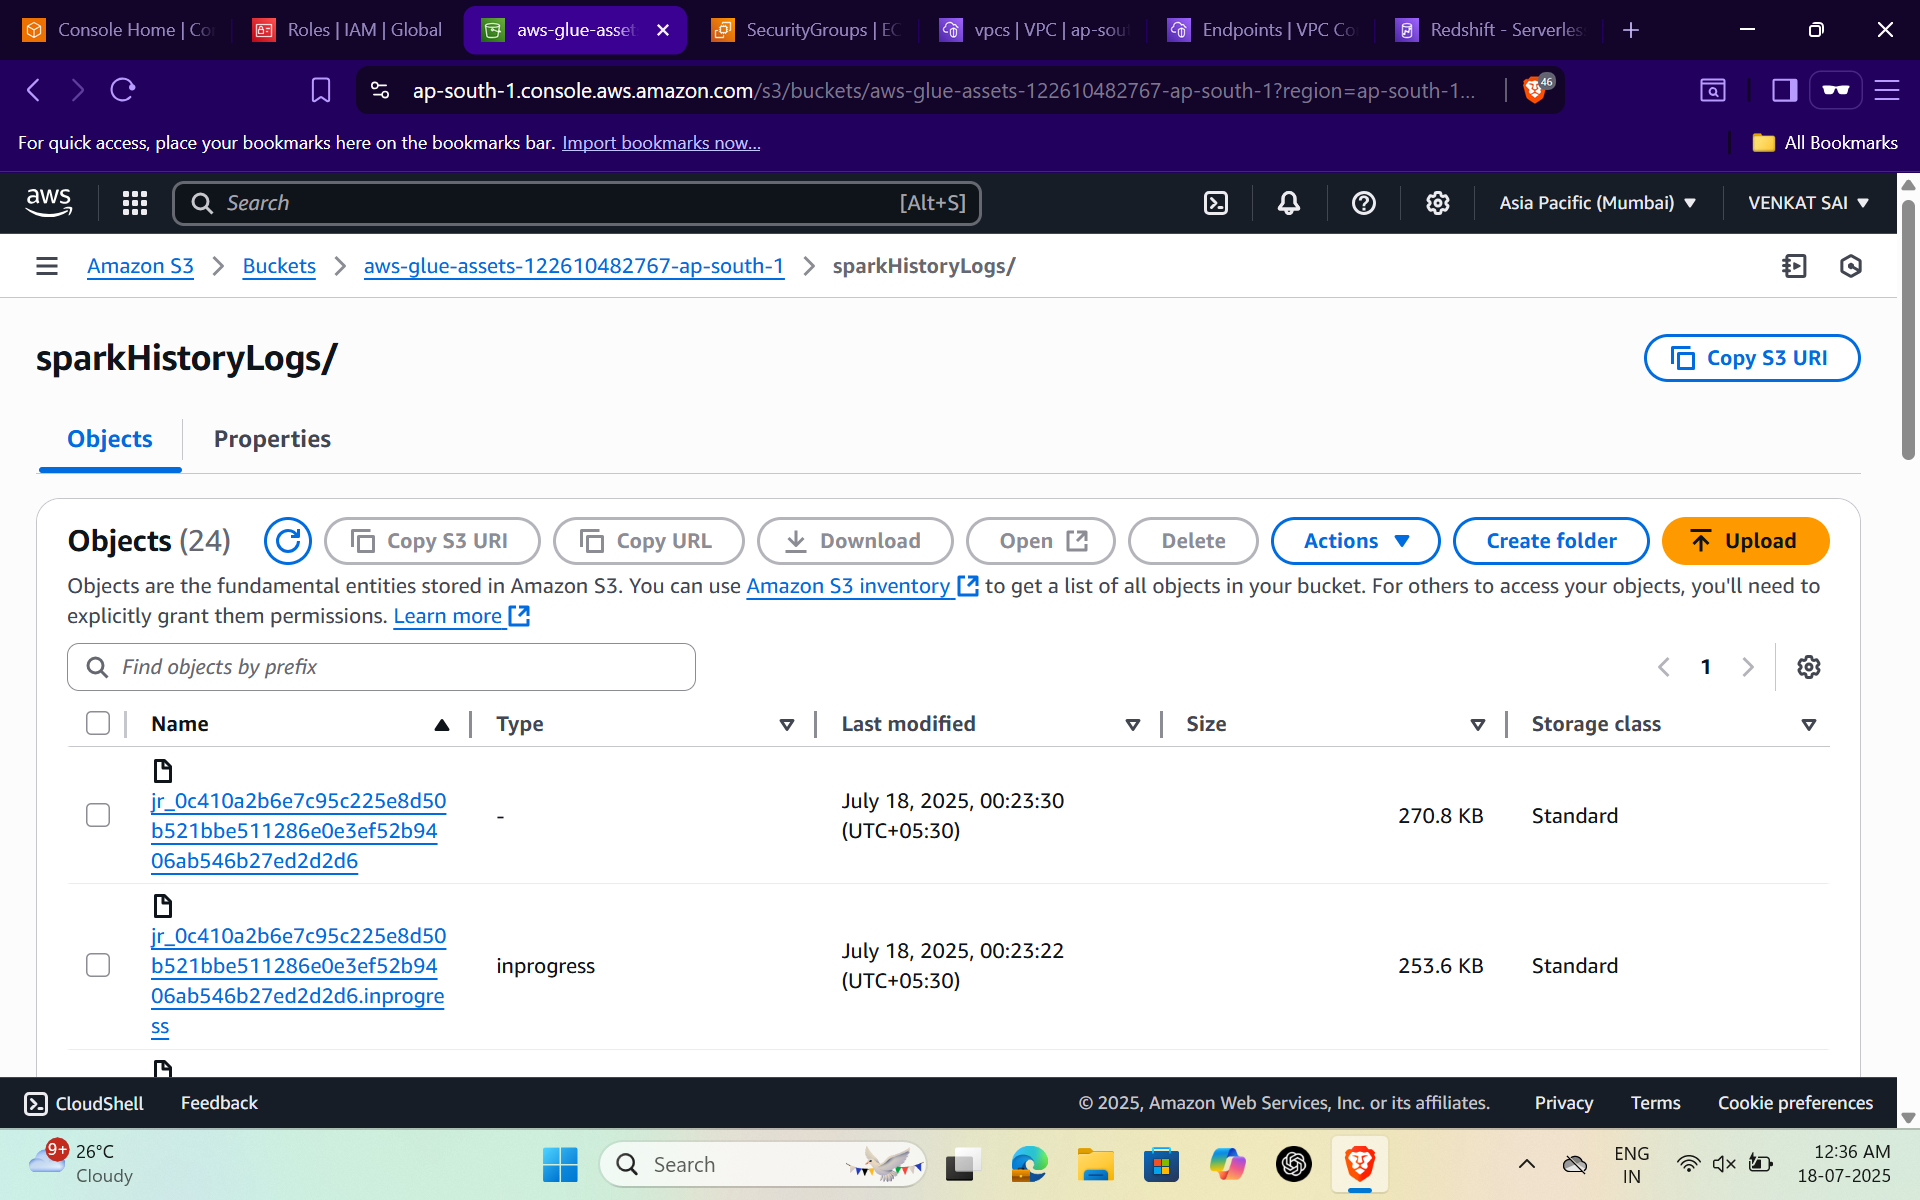 Console Home | Co
Roles | IAM | Global
aws-glue-asset
SecurityGroups | EC
vpcs | VPC | ap-sou
Endpoints | VPC Co
Redshift - Serverles
ap-south-1.console.aws.amazon.com/s3/buckets/aws-glue-assets-122610482767-ap-south-1?region=ap-south-1...
46
For quick access, place your bookmarks here on the bookmarks bar. Import bookmarks now...
All Bookmarks
aws
Search
[Alt+S]
Asia Pacific (Mumbai)
VENKAT SAI
Amazon S3
Buckets
aws-glue-assets-122610482767-ap-south-1
sparkHistoryLogs/
sparkHistoryLogs/
Copy S3 URI
Objects
Properties
Objects (24)
Copy S3 URI
Copy URL
Download
Open
Delete
Actions
Create folder
Upload
Objects are the fundamental entities stored in Amazon S3. You can use Amazon S3 inventory to get a list of all objects in your bucket. For others to access your objects, you'll need to
explicitly grant them permissions. Learn more
Find objects by prefix
1
Name
Type
Last modified
Size
Storage class
jr_0c410a2b6e7c95c225e8d50
b521bbe511286e0e3ef52b94
06ab546b27ed2d2d6
-
July 18, 2025, 00:23:30
(UTC+05:30)
270.8 KB
Standard
jr_0c410a2b6e7c95c225e8d50
b521bbe511286e0e3ef52b94
06ab546b27ed2d2d6.inprogre
ss
inprogress
July 18, 2025, 00:23:22
(UTC+05:30)
253.6 KB
Standard
CloudShell
Feedback
© 2025, Amazon Web Services, Inc. or its affiliates.
Privacy
Terms
Cookie preferences
9+
26°C
Cloudy
Search
ENG
IN
12:36 AM
18-07-2025